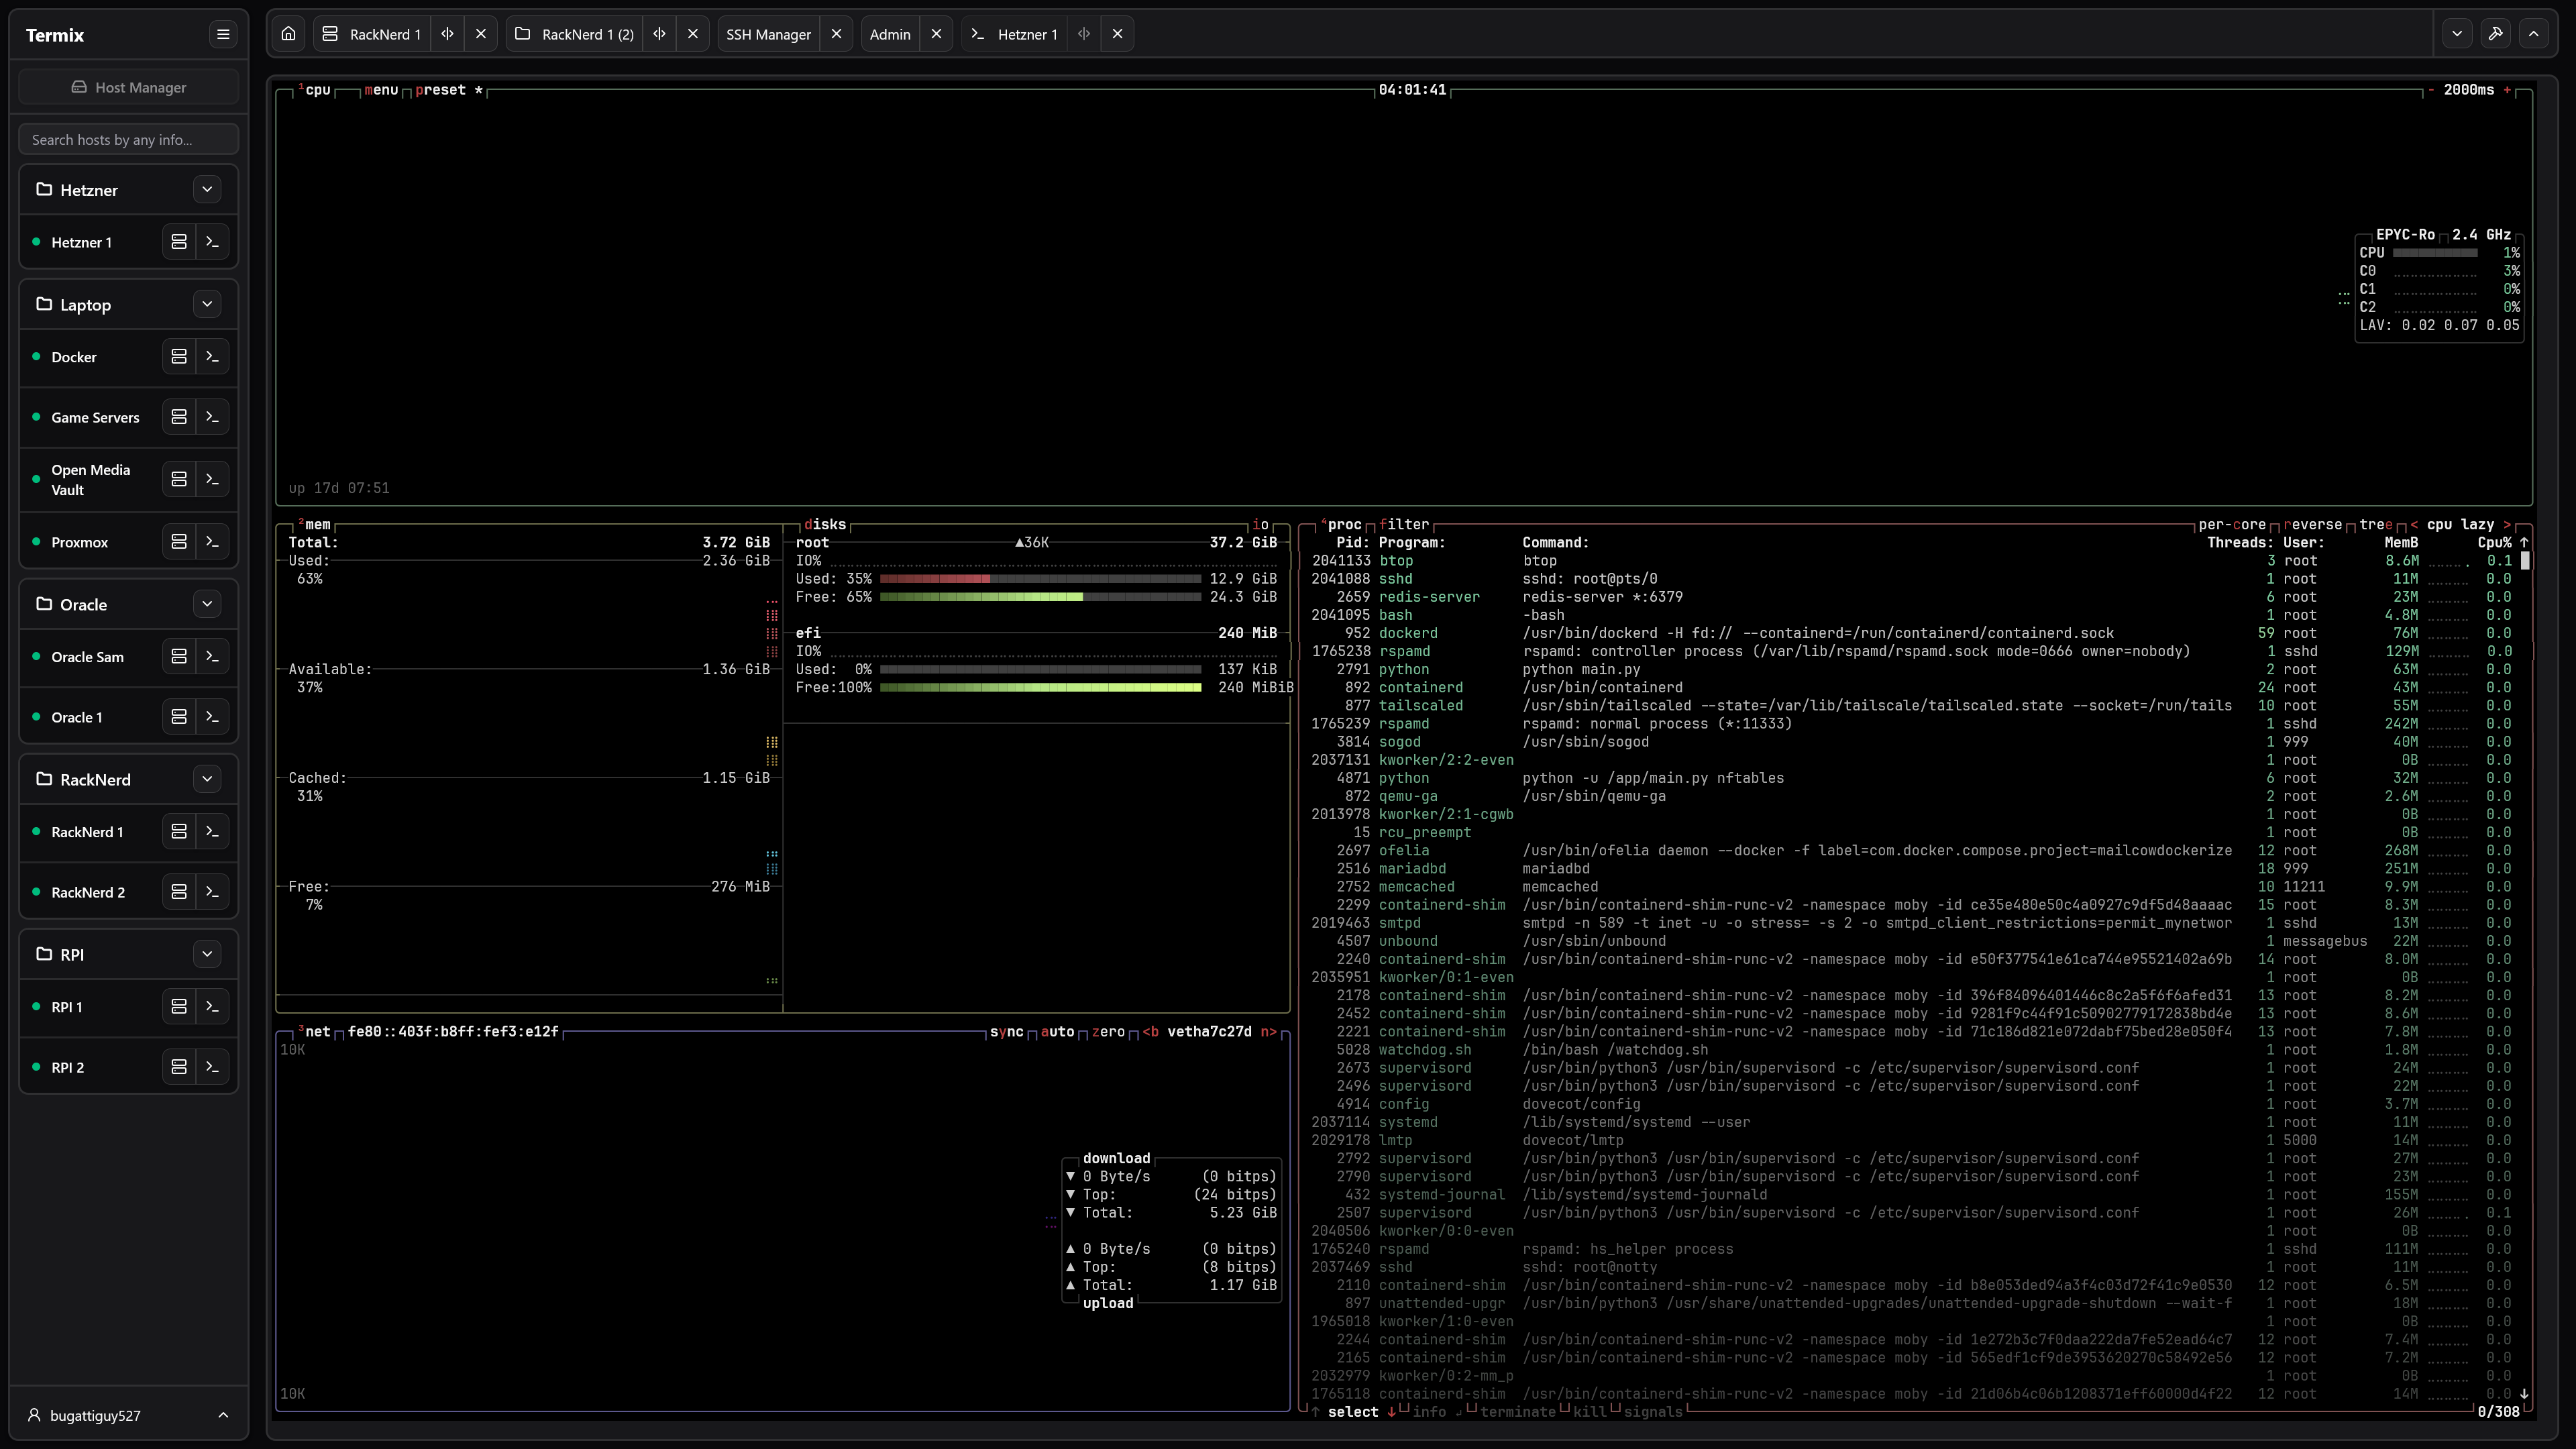 Termix
Host Manager
Search hosts by any info...
Hetzner
Hetzner 1
Laptop
Docker
Game Servers
Open Media
Vault
Proxmox
Oracle
Oracle Sam
Oracle 1
RackNerd
RackNerd 1
RackNerd 2
RPI
RPI 1
RPI 2
bugattiguy527
RackNerd 1
RackNerd 1 (2)
SSH Manager
Admin
Hetzner 1
¹cpu menu preset * 04:01:41 - 2000ms +
EPYC-Ro 2.4 GHz
CPU 1%
C0 3%
C1 0%
C2 0%
LAV: 0.02 0.07 0.05
up 17d 07:51
²mem
Total: 3.72 GiB
Used: 2.36 GiB
63%
Available: 1.36 GiB
37%
Cached: 1.15 GiB
31%
Free: 276 MiB
7%
disks io
root ▲36K 37.2 GiB
IO%
Used: 35% 12.9 GiB
Free: 65% 24.3 GiB
efi 240 MiB
IO%
Used: 0% 137 KiB
Free:100% 240 MiBiB
³net fe80::403f:b8ff:fef3:e12f sync auto zero <b vetha7c27d n>
10K
download
▼ 0 Byte/s (0 bitps)
▼ Top: (24 bitps)
▼ Total: 5.23 GiB
▲ 0 Byte/s (0 bitps)
▲ Top: (8 bitps)
▲ Total: 1.17 GiB
upload
10K
⁴proc filter per-core reverse tree < cpu lazy >
Pid: Program: Command: Threads: User: MemB Cpu% ↑
2041133 btop btop 3 root 8.6M 0.1
2041088 sshd sshd: root@pts/0 1 root 11M 0.0
2659 redis-server redis-server *:6379 6 root 23M 0.0
2041095 bash -bash 1 root 4.8M 0.0
952 dockerd /usr/bin/dockerd -H fd:// --containerd=/run/containerd/containerd.sock 59 root 76M 0.0
1765238 rspamd rspamd: controller process (/var/lib/rspamd/rspamd.sock mode=0666 owner=nobody) 1 sshd 129M 0.0
2791 python python main.py 2 root 63M 0.0
892 containerd /usr/bin/containerd 24 root 43M 0.0
877 tailscaled /usr/sbin/tailscaled --state=/var/lib/tailscale/tailscaled.state --socket=/run/tails 10 root 55M 0.0
1765239 rspamd rspamd: normal process (*:11333) 1 sshd 242M 0.0
3814 sogod /usr/sbin/sogod 1 999 40M 0.0
2037131 kworker/2:2-even 1 root 0B 0.0
4871 python python -u /app/main.py nftables 6 root 32M 0.0
872 qemu-ga /usr/sbin/qemu-ga 2 root 2.6M 0.0
2013978 kworker/2:1-cgwb 1 root 0B 0.0
15 rcu_preempt 1 root 0B 0.0
2697 ofelia /usr/bin/ofelia daemon --docker -f label=com.docker.compose.project=mailcowdockerize 12 root 268M 0.0
2516 mariadbd mariadbd 18 999 251M 0.0
2752 memcached memcached 10 11211 9.9M 0.0
2299 containerd-shim /usr/bin/containerd-shim-runc-v2 -namespace moby -id ce35e480e50c4a0927c9df5d48aaaac 15 root 8.3M 0.0
2019463 smtpd smtpd -n 589 -t inet -u -o stress= -s 2 -o smtpd_client_restrictions=permit_mynetwor 1 sshd 13M 0.0
4507 unbound /usr/sbin/unbound 1 messagebus 22M 0.0
2240 containerd-shim /usr/bin/containerd-shim-runc-v2 -namespace moby -id e50f377541e61ca744e95521402a69b 14 root 8.0M 0.0
2035951 kworker/0:1-even 1 root 0B 0.0
2178 containerd-shim /usr/bin/containerd-shim-runc-v2 -namespace moby -id 396f84096401446c8c2a5f6f6afed31 13 root 8.2M 0.0
2452 containerd-shim /usr/bin/containerd-shim-runc-v2 -namespace moby -id 9281f9c44f91c50902779172838bd4e 13 root 8.6M 0.0
2221 containerd-shim /usr/bin/containerd-shim-runc-v2 -namespace moby -id 71c186d821e072dabf75bed28e050f4 13 root 7.8M 0.0
5028 watchdog.sh /bin/bash /watchdog.sh 1 root 1.8M 0.0
2673 supervisord /usr/bin/python3 /usr/bin/supervisord -c /etc/supervisor/supervisord.conf 1 root 24M 0.0
2496 supervisord /usr/bin/python3 /usr/bin/supervisord -c /etc/supervisor/supervisord.conf 1 root 22M 0.0
4914 config dovecot/config 1 root 3.7M 0.0
2037114 systemd /lib/systemd/systemd --user 1 root 11M 0.0
2029178 lmtp dovecot/lmtp 1 5000 14M 0.0
2792 supervisord /usr/bin/python3 /usr/bin/supervisord -c /etc/supervisor/supervisord.conf 1 root 27M 0.0
2790 supervisord /usr/bin/python3 /usr/bin/supervisord -c /etc/supervisor/supervisord.conf 1 root 23M 0.0
432 systemd-journal /lib/systemd/systemd-journald 1 root 155M 0.0
2507 supervisord /usr/bin/python3 /usr/bin/supervisord -c /etc/supervisor/supervisord.conf 1 root 26M 0.1
2040506 kworker/0:0-even 1 root 0B 0.0
1765240 rspamd rspamd: hs_helper process 1 sshd 111M 0.0
2037469 sshd sshd: root@notty 1 root 11M 0.0
2110 containerd-shim /usr/bin/containerd-shim-runc-v2 -namespace moby -id b8e053ded94a3f4c03d72f41c9e0530 12 root 6.5M 0.0
897 unattended-upgr /usr/bin/python3 /usr/share/unattended-upgrades/unattended-upgrade-shutdown --wait-f 1 root 18M 0.0
1965018 kworker/1:0-even 1 root 0B 0.0
2244 containerd-shim /usr/bin/containerd-shim-runc-v2 -namespace moby -id 1e272b3c7f0daa222da7fe52ead64c7 12 root 7.4M 0.0
2165 containerd-shim /usr/bin/containerd-shim-runc-v2 -namespace moby -id 565edf1cf9de3953620270c58492e56 12 root 7.2M 0.0
2032979 kworker/0:2-mm_p 1 root 0B 0.0
1765118 containerd-shim /usr/bin/containerd-shim-runc-v2 -namespace moby -id 21d06b4c06b1208371eff60000d4f22 12 root 14M 0.0 ↓
↑ select ↓ info ↲ terminate kill signals 0/308